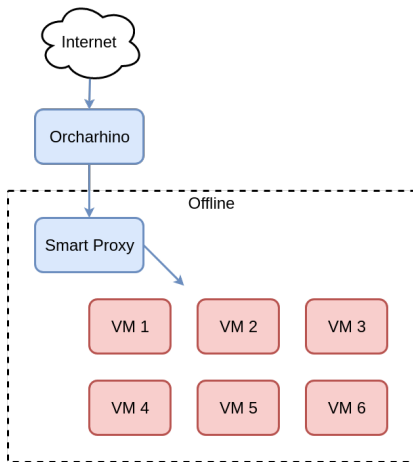 Internet
Orcharhino
Offline
Smart Proxy
VM 1
VM 2
VM 3
VM 4
VM 5
VM 6